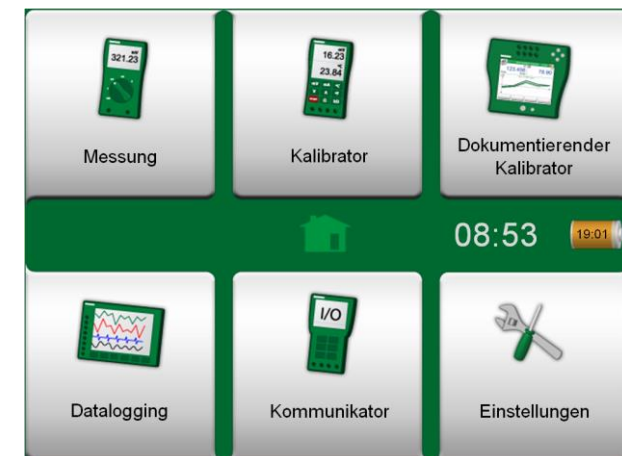 321.23
16.23
23.84
Messung
Kalibrator
Dokumentierender
Kalibrator
08:53
19:01
I/O
Datalogging
Kommunikator
Einstellungen